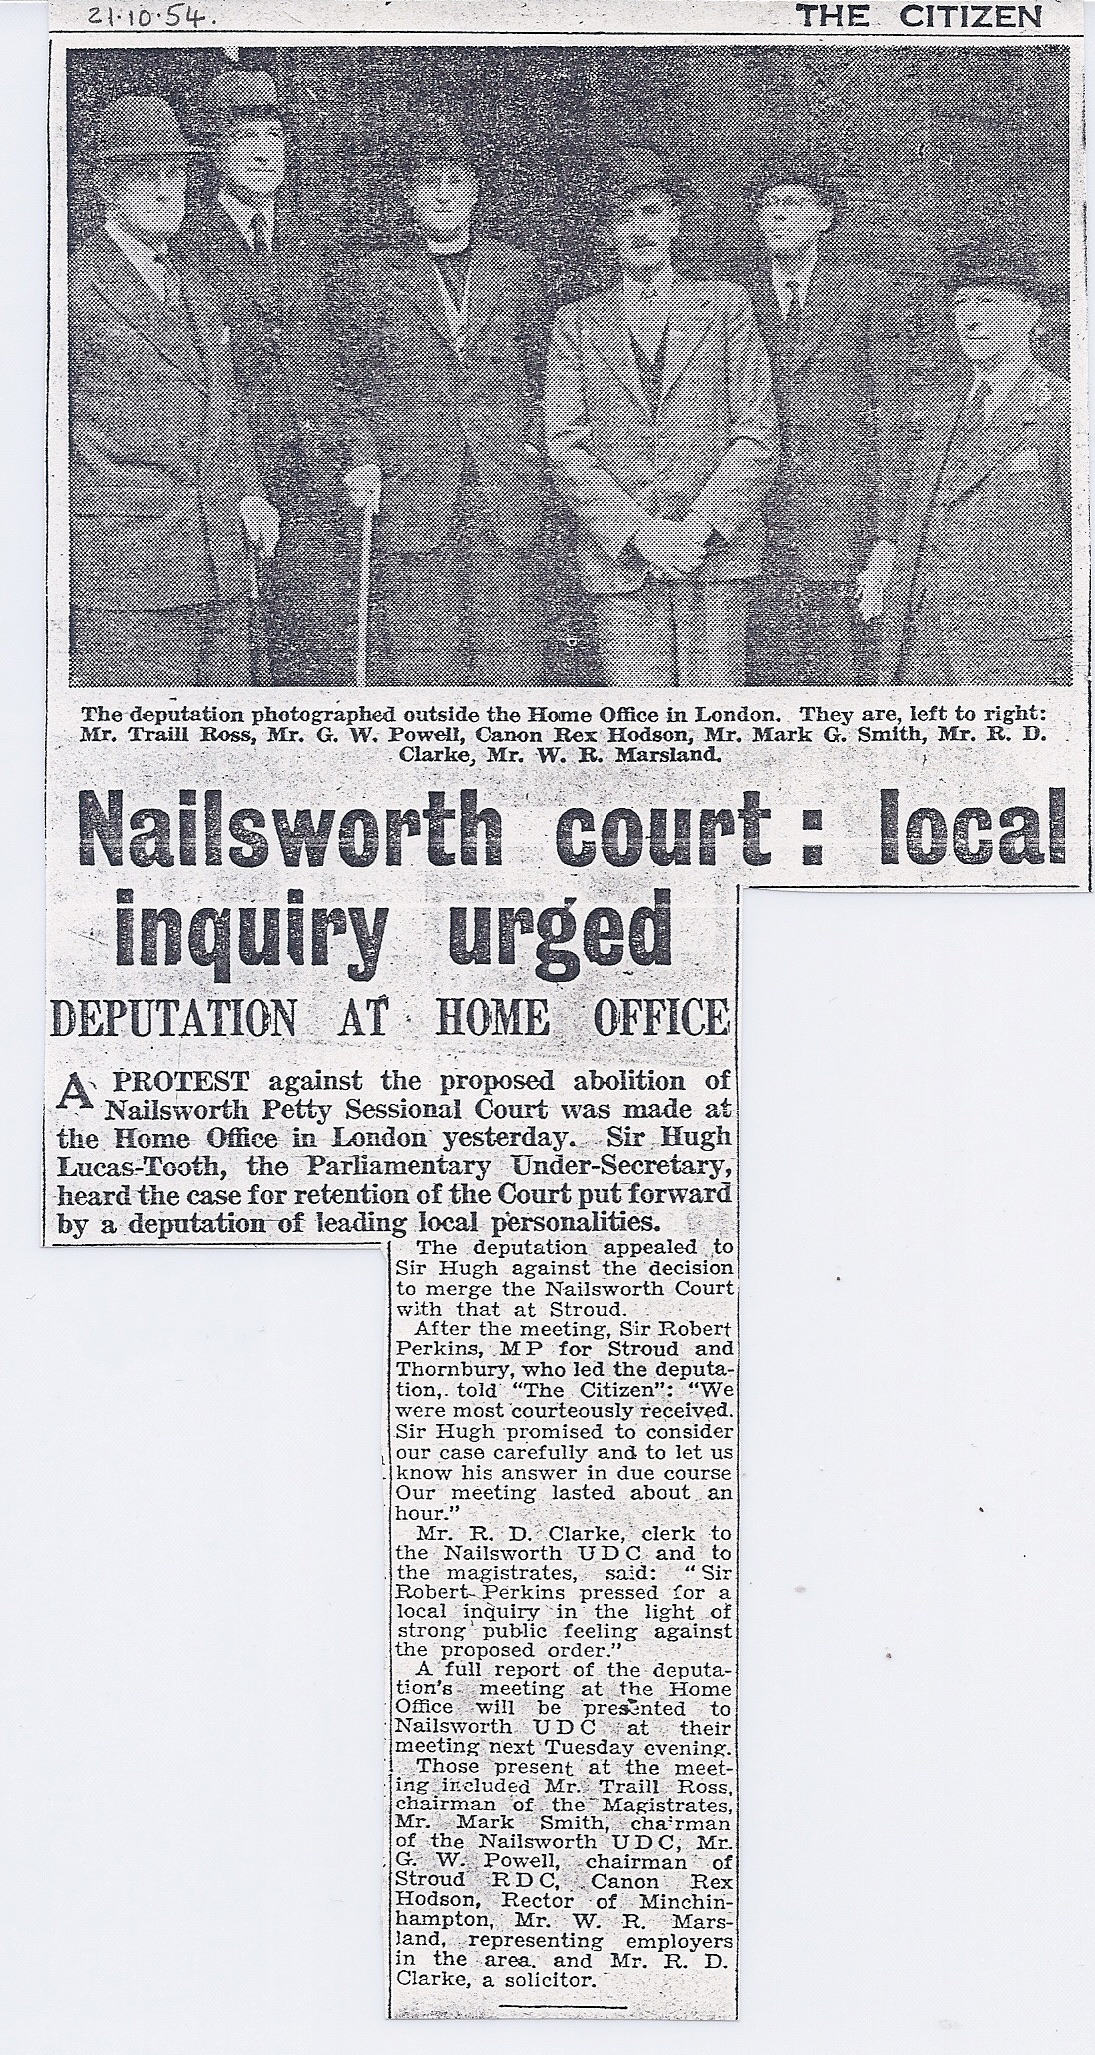 21·10·54.
THE CITIZEN
The deputation photographed outside the Home Office in London. They are, left to right:
Mr. Traill Ross, Mr. G. W. Powell, Canon Rex Hodson, Mr. Mark G. Smith, Mr. R. D.
Clarke, Mr. W. R. Marsland.
Nailsworth court : local
inquiry urged
DEPUTATION AT HOME OFFICE
A PROTEST against the proposed abolition of
Nailsworth Petty Sessional Court was made at
the Home Office in London yesterday. Sir Hugh
Lucas-Tooth, the Parliamentary Under-Secretary,
heard the case for retention of the Court put forward
by a deputation of leading local personalities.
The deputation appealed to
Sir Hugh against the decision
to merge the Nailsworth Court
with that at Stroud.
After the meeting, Sir Robert
Perkins, MP for Stroud and
Thornbury, who led the deputa-
tion, told "The Citizen": "We
were most courteously received.
Sir Hugh promised to consider
our case carefully and to let us
know his answer in due course
Our meeting lasted about an
hour."
Mr. R. D. Clarke, clerk to
the Nailsworth UDC and to
the magistrates, said: "Sir
Robert Perkins pressed for a
local inquiry in the light of
strong public feeling against
the proposed order."
A full report of the deputa-
tion's meeting at the Home
Office will be presented to
Nailsworth UDC at their
meeting next Tuesday evening.
Those present at the meet-
ing included Mr. Traill Ross,
chairman of the Magistrates,
Mr. Mark Smith, chairman
of the Nailsworth UDC, Mr.
G. W. Powell, chairman of
Stroud RDC, Canon Rex
Hodson, Rector of Minchin-
hampton, Mr. W. R. Mars-
land, representing employers
in the area. and Mr. R. D.
Clarke, a solicitor.